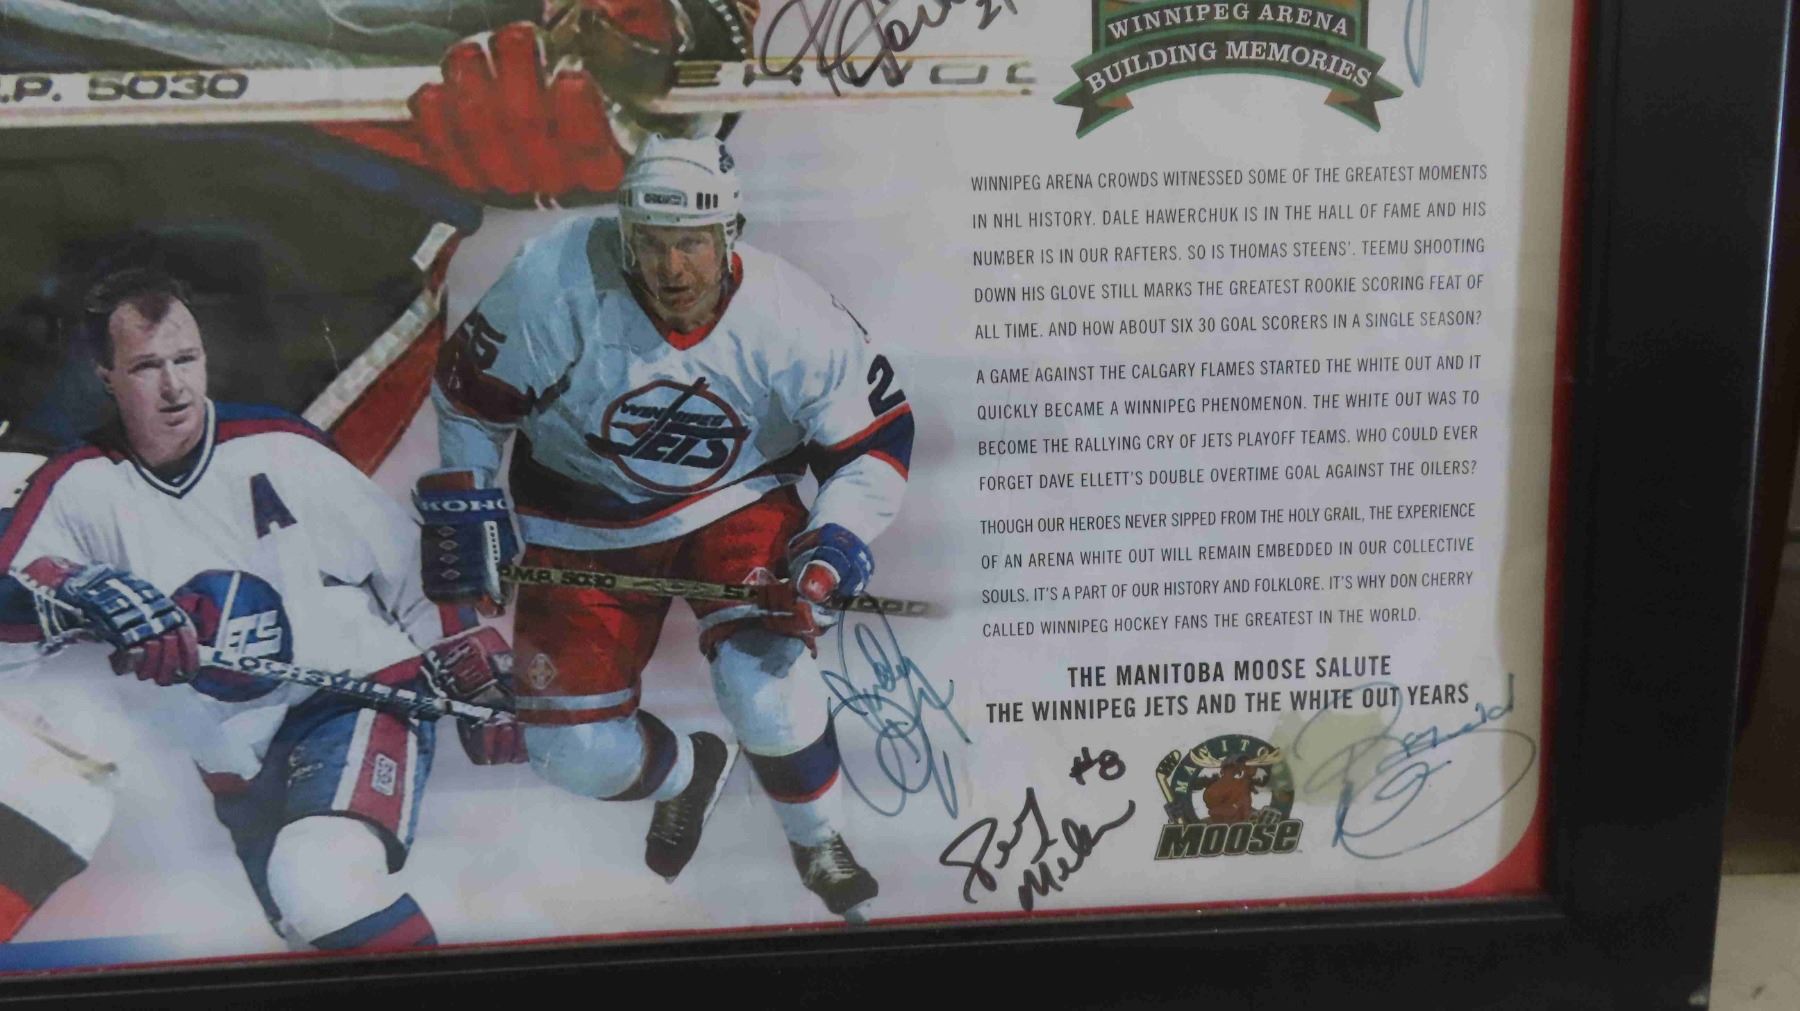 21
WINNIPEG ARENA
BUILDING MEMORIES
.P. 5030
WINNIPEG ARENA CROWDS WITNESSED SOME OF THE GREATEST MOMENTS
IN NHL HISTORY. DALE HAWERCHUK IS IN THE HALL OF FAME AND HIS
NUMBER IS IN OUR RAFTERS. SO IS THOMAS STEENS'. TEEMU SHOOTING
DOWN HIS GLOVE STILL MARKS THE GREATEST ROOKIE SCORING FEAT OF
ALL TIME. AND HOW ABOUT SIX 30 GOAL SCORERS IN A SINGLE SEASON?
A GAME AGAINST THE CALGARY FLAMES STARTED THE WHITE OUT AND IT
QUICKLY BECAME A WINNIPEG PHENOMENON. THE WHITE OUT WAS TO
BECOME THE RALLYING CRY OF JETS PLAYOFF TEAMS. WHO COULD EVER
FORGET DAVE ELLETT'S DOUBLE OVERTIME GOAL AGAINST THE OILERS?
THOUGH OUR HEROES NEVER SIPPED FROM THE HOLY GRAIL, THE EXPERIENCE
OF AN ARENA WHITE OUT WILL REMAIN EMBEDDED IN OUR COLLECTIVE
SOULS. IT'S A PART OF OUR HISTORY AND FOLKLORE. IT'S WHY DON CHERRY
CALLED WINNIPEG HOCKEY FANS THE GREATEST IN THE WORLD.
THE MANITOBA MOOSE SALUTE
THE WINNIPEG JETS AND THE WHITE OUT YEARS
#8
MOOSE
25
2
WINNIPEG
JETS
A
KOHO
P.M.P. 5030
JETS
LOUISVILLE